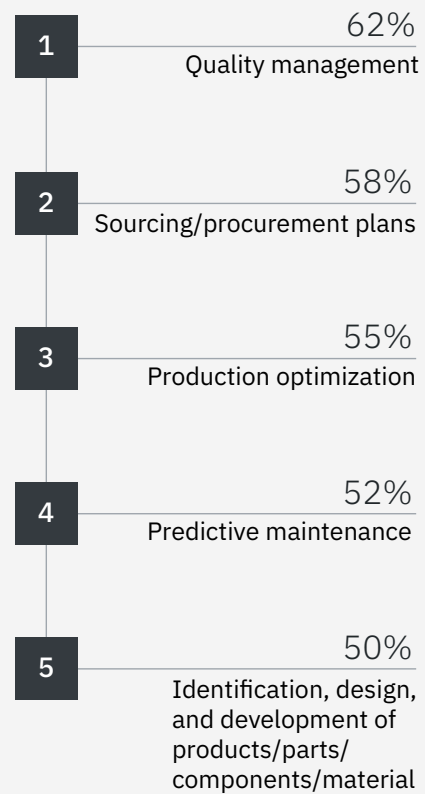 1
62%
Quality management
2
58%
Sourcing/procurement plans
3
55%
Production optimization
4
52%
Predictive maintenance
5
50%
Identification, design,
and development of
products/parts/
components/material